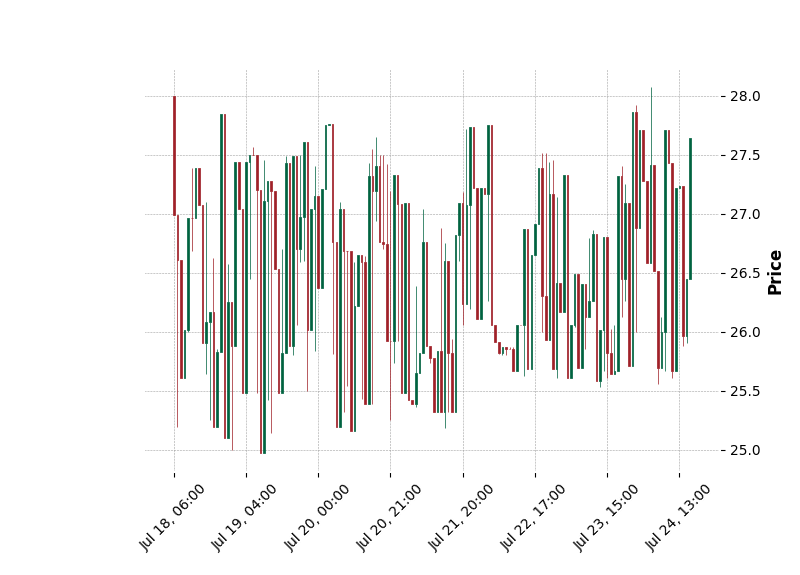 28.0
27.5
27.0
26.5
26.0
25.5
25.0
Price
Jul 18, 06:00
Jul 19, 04:00
Jul 20, 00:00
Jul 20, 21:00
Jul 21, 20:00
Jul 22, 17:00
Jul 23, 15:00
Jul 24, 13:00